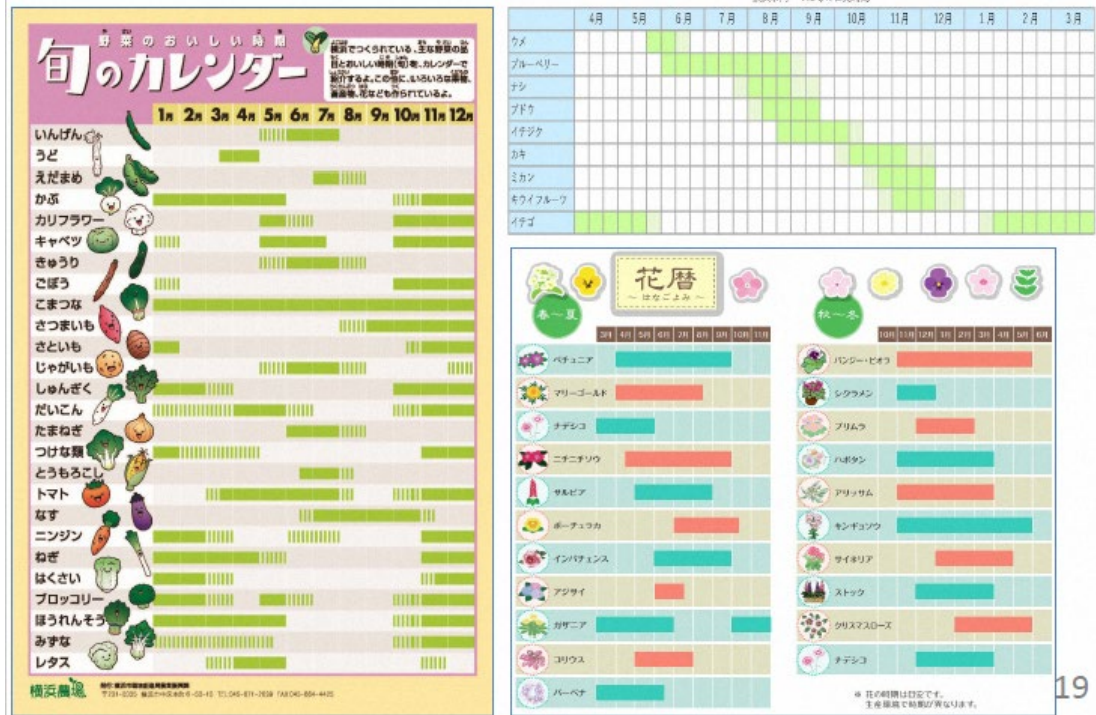 野菜のおいしい時期
旬のカレンダー
横浜でつくられている、主な野菜の品
目とおいしい時期(旬)を、カレンダーで
紹介するよ。この他に、いろいろな果物、
畜産物、花なども作られているよ。
1月 2月 3月 4月 5月 6月 7月 8月 9月 10月 11月 12月
いんげん
うど
えだまめ
かぶ
カリフラワー
キャベツ
きゅうり
ごぼう
こまつな
さつまいも
さといも
じゃがいも
しゅんぎく
だいこん
たまねぎ
つけな類
とうもろこし
トマト
なす
ニンジン
ねぎ
はくさい
ブロッコリー
ほうれんそう
みずな
レタス
横浜農場
4月 5月 6月 7月 8月 9月 10月 11月 12月 1月 2月 3月
ウメ
ブルーベリー
ナシ
ブドウ
イチジク
カキ
ミカン
キウイフルーツ
イチゴ
花暦
~ はなごよみ ~
春~夏
3月 4月 5月 6月 7月 8月 9月 10月 11月
ペチュニア
マリーゴールド
ナデシコ
ニチニチソウ
サルビア
ポーチュラカ
インパチェンス
アジサイ
ガザニア
コリウス
バーベナ
秋~冬
10月 11月 12月 1月 2月 3月 4月 5月 6月
パンジー・ビオラ
シクラメン
プリムラ
ハボタン
アリッサム
キンギョソウ
サイネリア
ストック
クリスマスローズ
ナデシコ
※ 花の時期は目安です。
生産環境で時期が異なります。
19